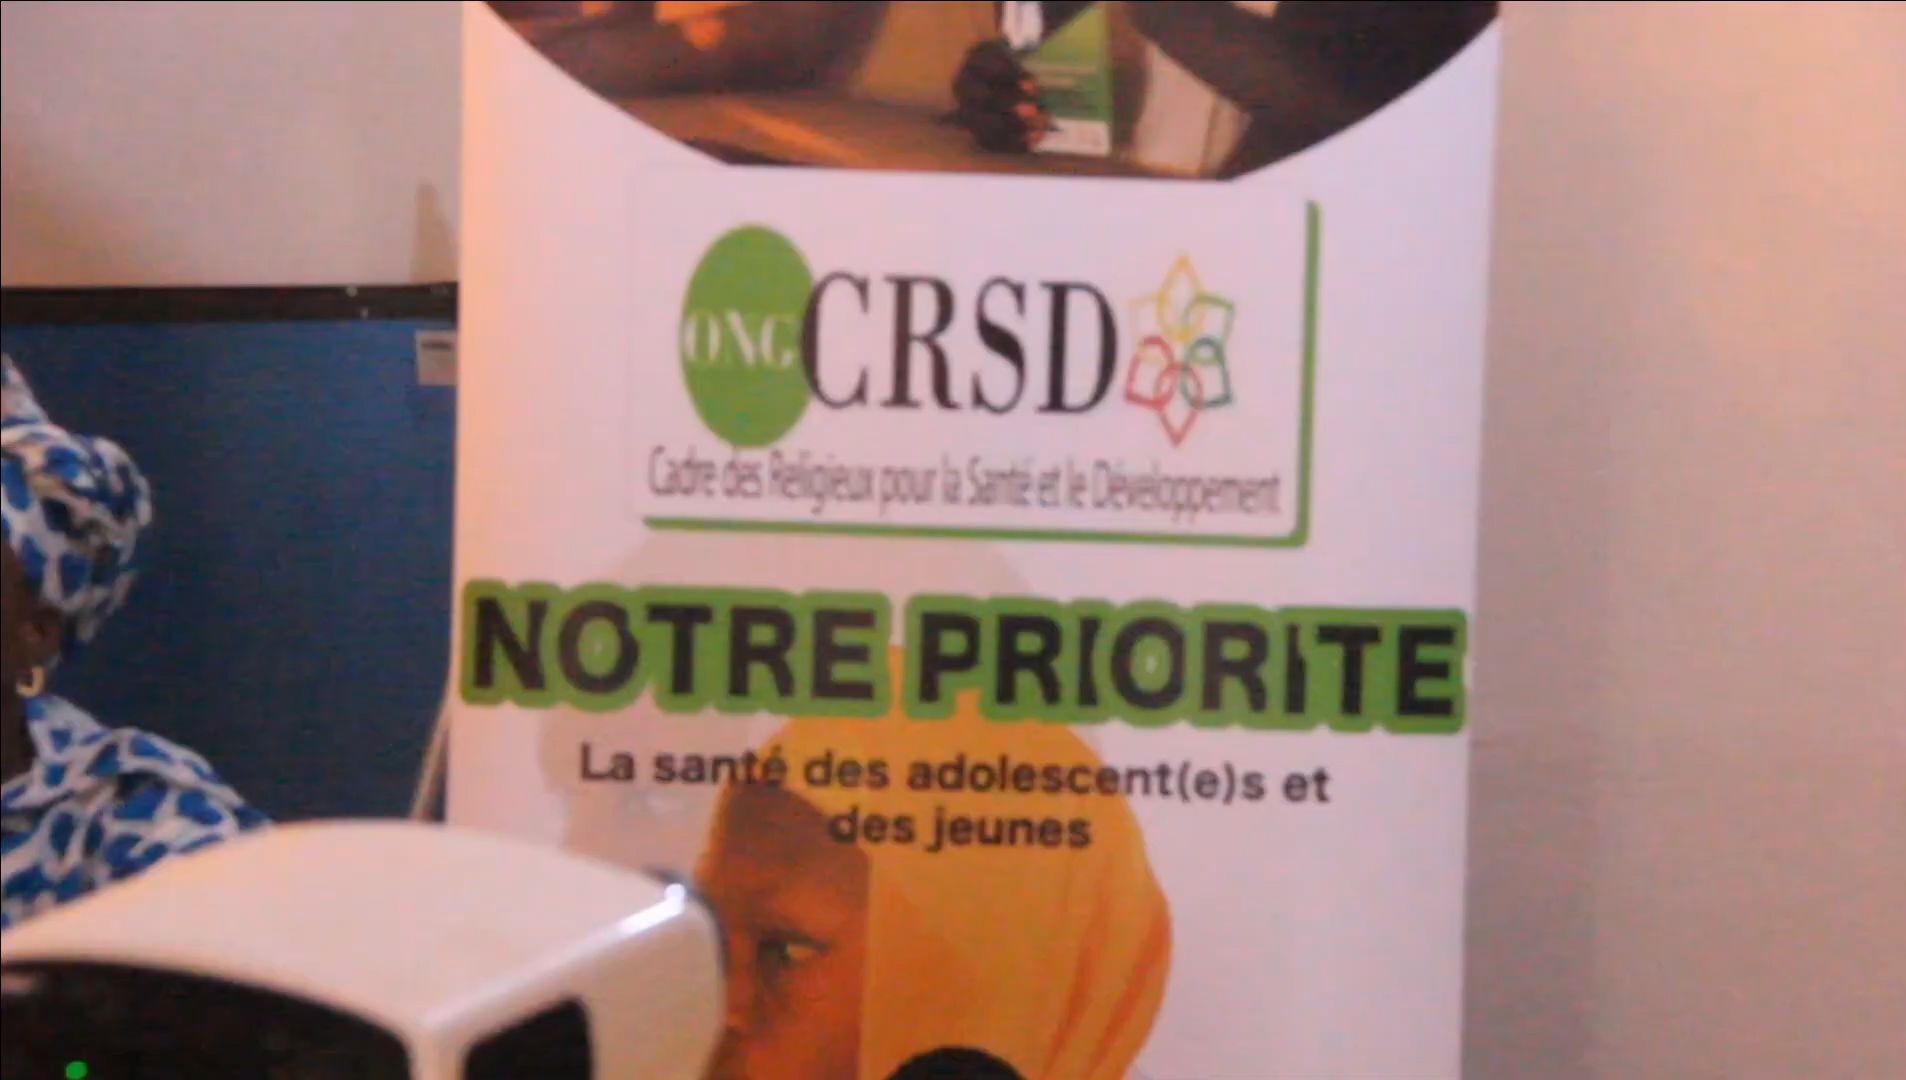 ONG CRSD
Cadre des Religieux pour la Santé et le Développement
NOTRE PRIORITE
La santé des adolescent(e)s et
des jeunes